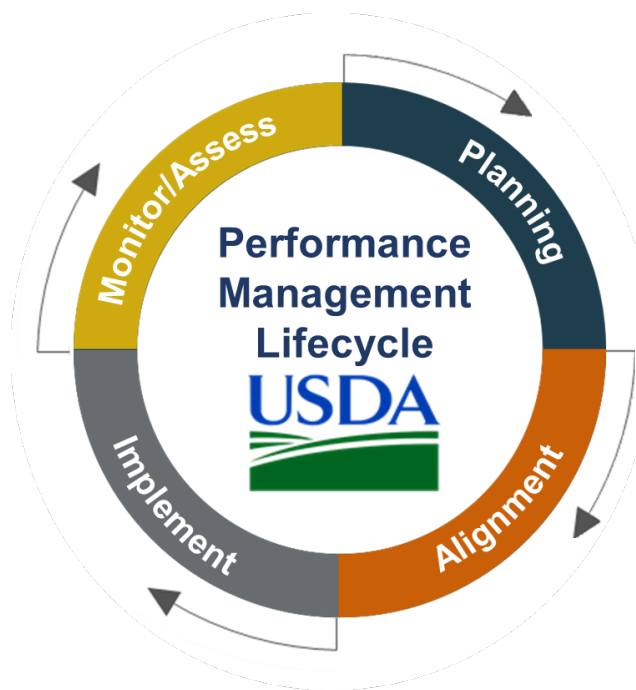 Performance
Management
Lifecycle
USDA
Planning
Alignment
Implement
Monitor/Assess